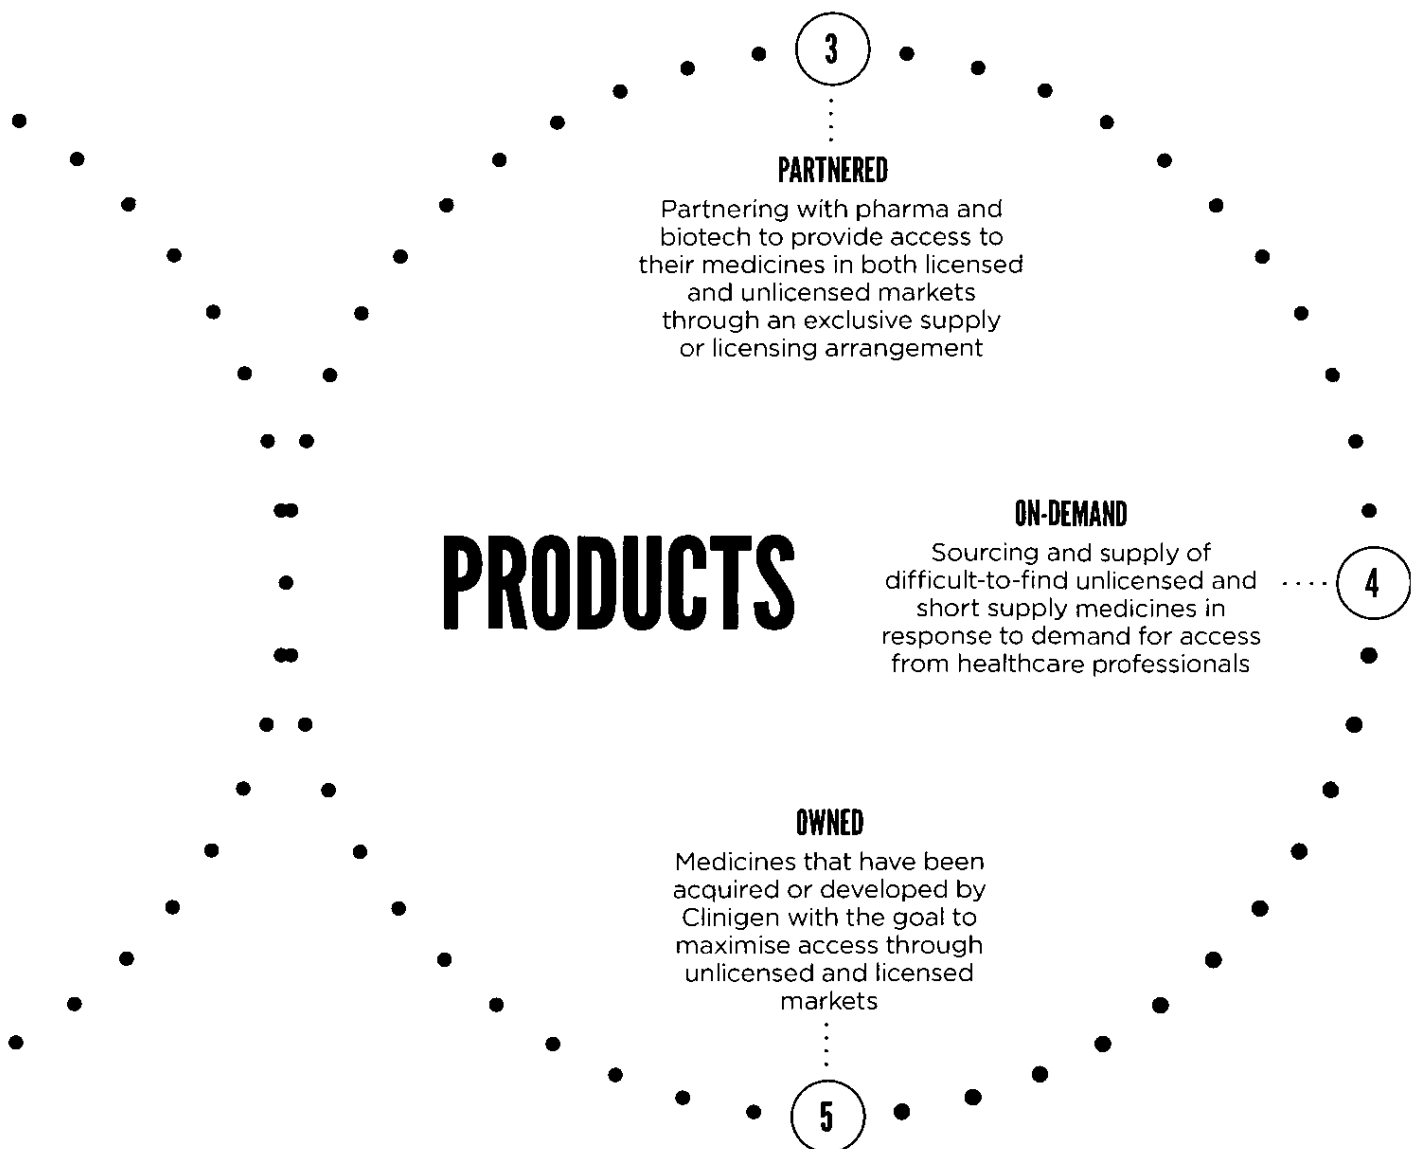 3
PARTNERED
Partnering with pharma and
biotech to provide access to
their medicines in both licensed
and unlicensed markets
through an exclusive supply
or licensing arrangement
PRODUCTS
ON-DEMAND
Sourcing and supply of
difficult-to-find unlicensed and
short supply medicines in
response to demand for access
from healthcare professionals
4
OWNED
Medicines that have been
acquired or developed by
Clinigen with the goal to
maximise access through
unlicensed and licensed
markets
5